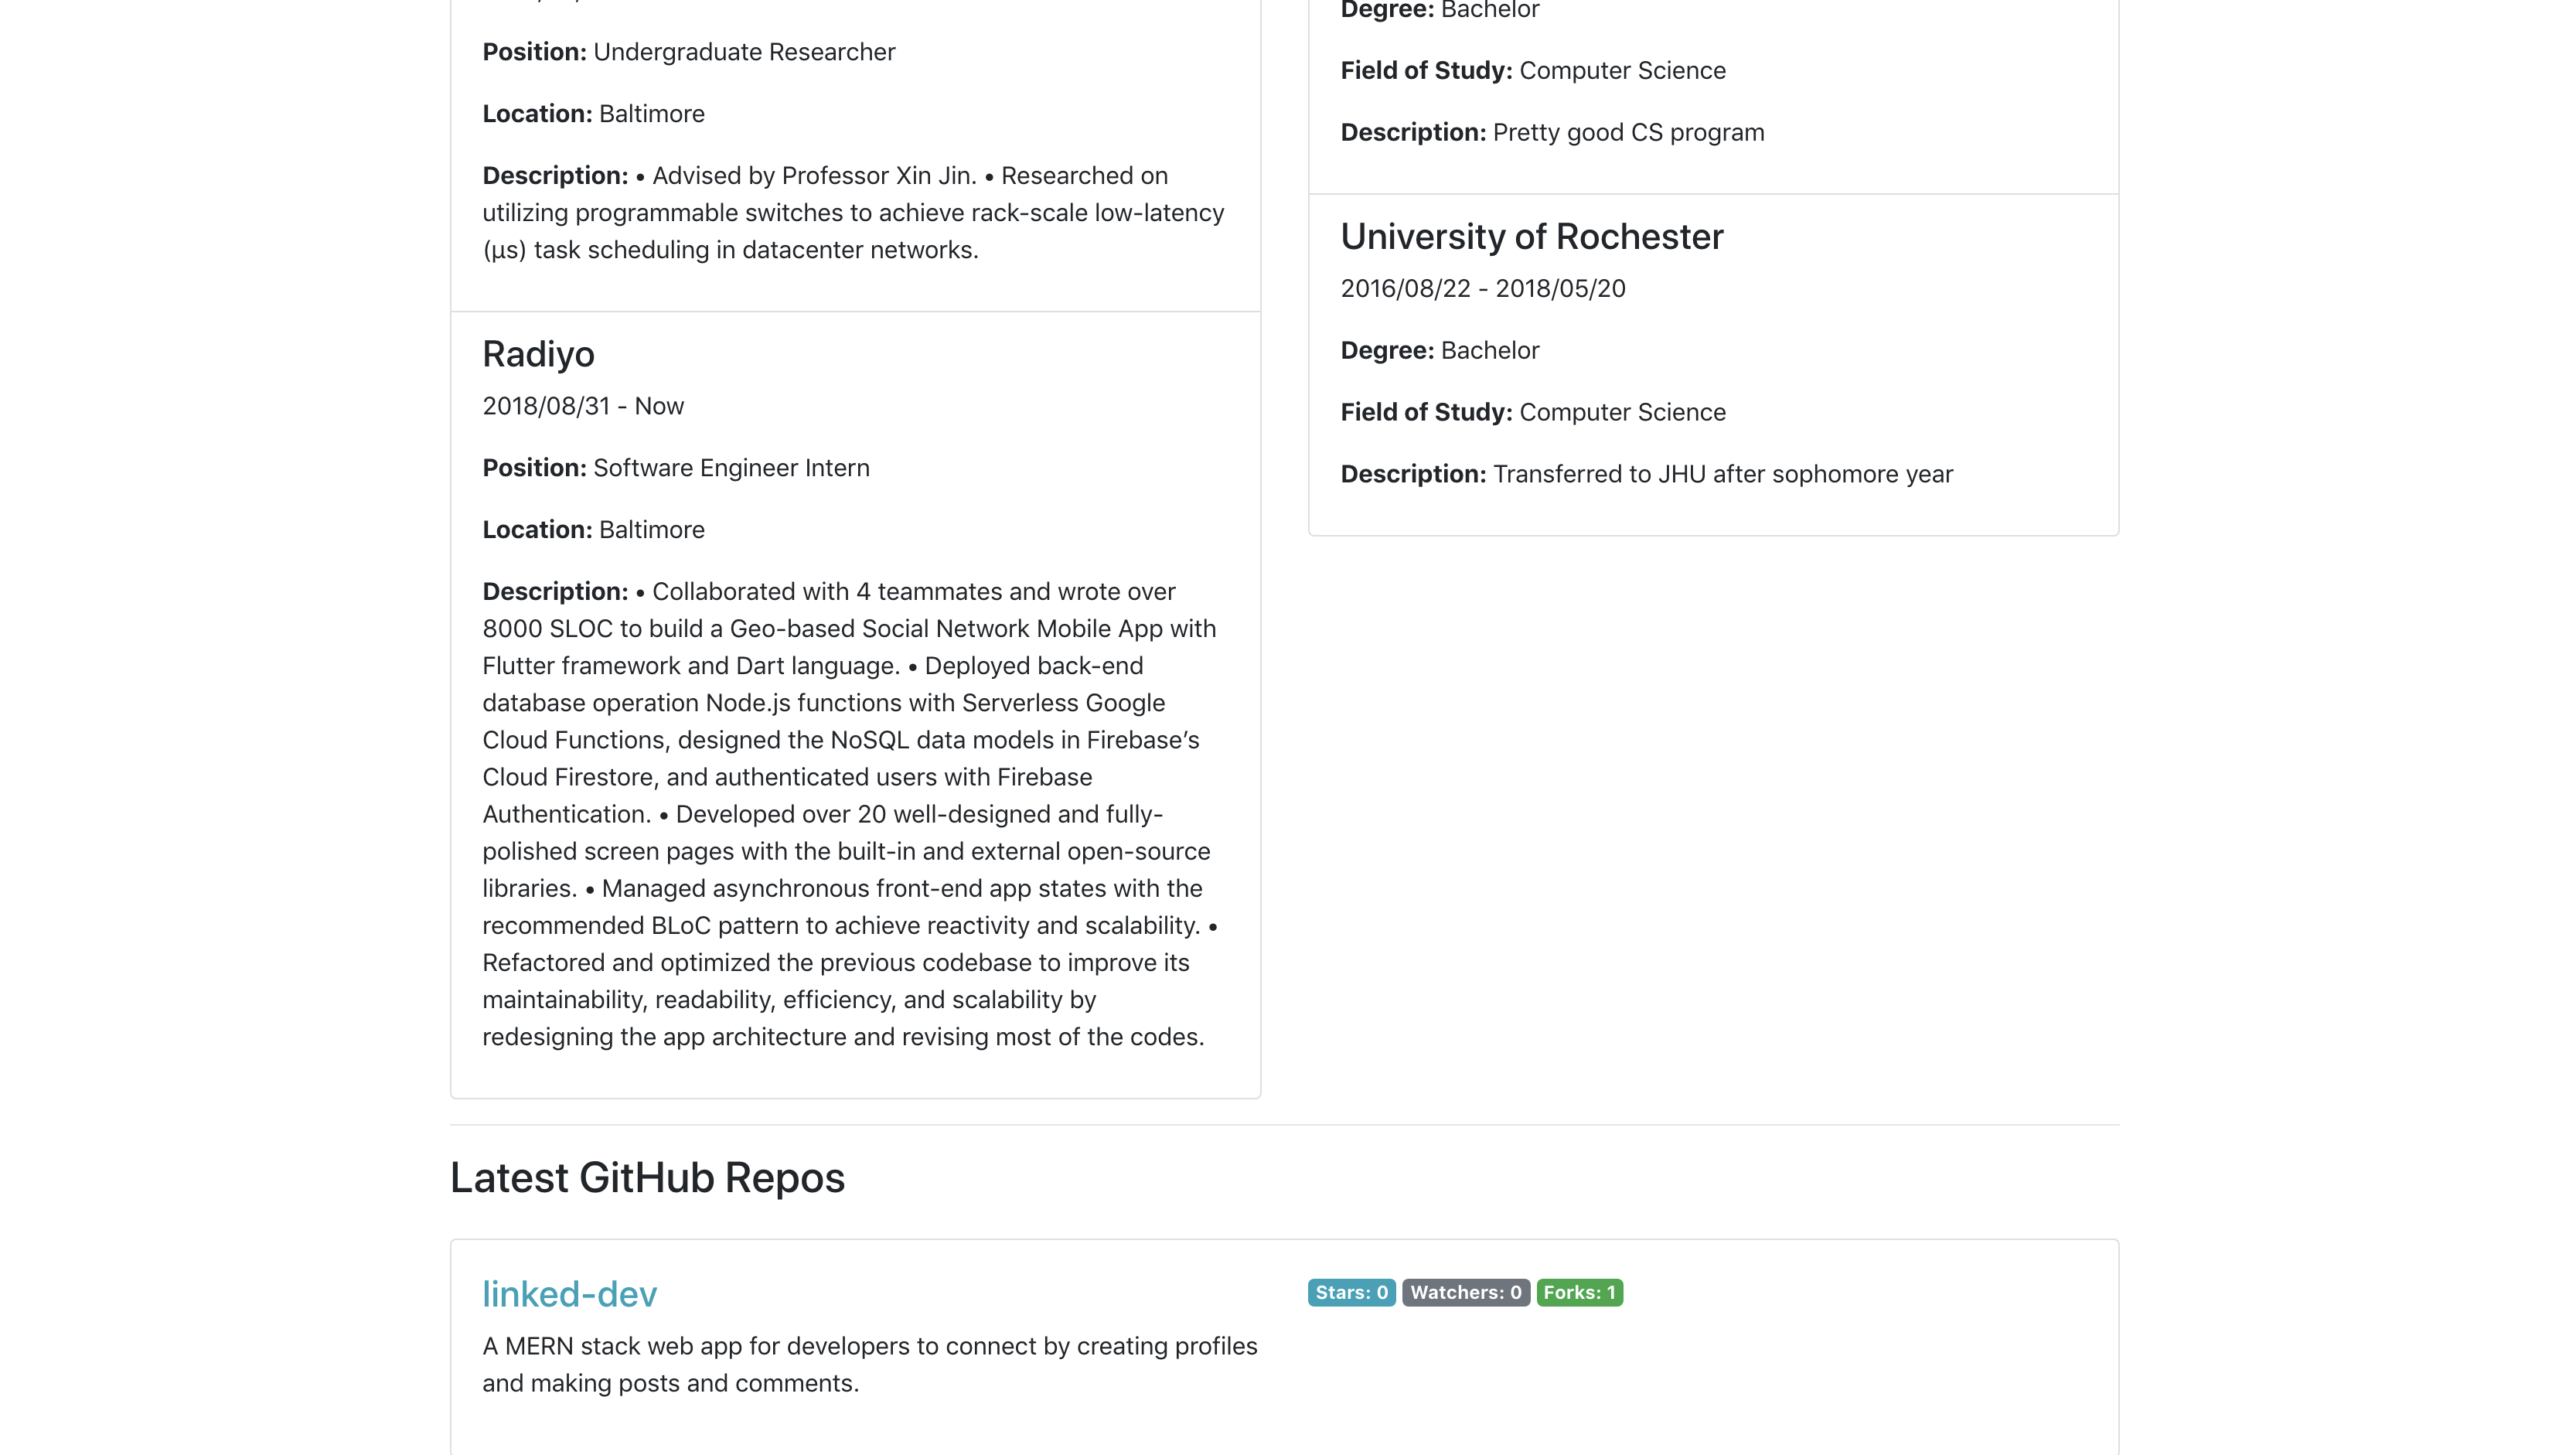 Position: Undergraduate Researcher
Location: Baltimore
Description: • Advised by Professor Xin Jin. • Researched on
utilizing programmable switches to achieve rack-scale low-latency
(µs) task scheduling in datacenter networks.
Radiyo
2018/08/31 - Now
Position: Software Engineer Intern
Location: Baltimore
Description: • Collaborated with 4 teammates and wrote over
8000 SLOC to build a Geo-based Social Network Mobile App with
Flutter framework and Dart language. • Deployed back-end
database operation Node.js functions with Serverless Google
Cloud Functions, designed the NoSQL data models in Firebase’s
Cloud Firestore, and authenticated users with Firebase
Authentication. • Developed over 20 well-designed and fully-
polished screen pages with the built-in and external open-source
libraries. • Managed asynchronous front-end app states with the
recommended BLoC pattern to achieve reactivity and scalability. •
Refactored and optimized the previous codebase to improve its
maintainability, readability, efficiency, and scalability by
redesigning the app architecture and revising most of the codes.
Degree: Bachelor
Field of Study: Computer Science
Description: Pretty good CS program
University of Rochester
2016/08/22 - 2018/05/20
Degree: Bachelor
Field of Study: Computer Science
Description: Transferred to JHU after sophomore year
Latest GitHub Repos
linked-dev
A MERN stack web app for developers to connect by creating profiles
and making posts and comments.
Stars: 0 Watchers: 0 Forks: 1